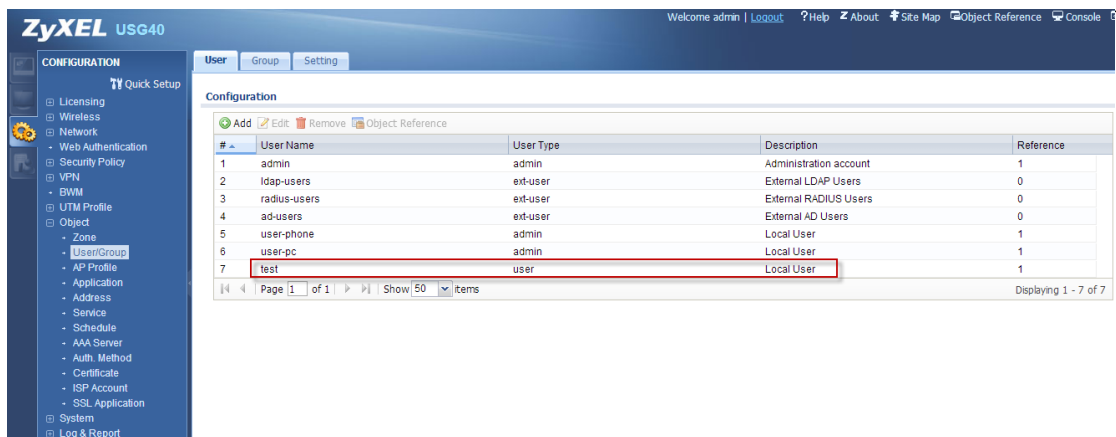 Welcome admin | Logout ?Help Z About Site Map Object Reference Console
ZyXEL USG40
CONFIGURATION
Quick Setup
Licensing
Wireless
Network
Web Authentication
Security Policy
VPN
BWM
UTM Profile
Object
Zone
User/Group
AP Profile
Application
Address
Service
Schedule
AAA Server
Auth. Method
Certificate
ISP Account
SSL Application
System
Log & Report
User Group Setting
Configuration
Add Edit Remove Object Reference
# User Name User Type Description Reference
1 admin admin Administration account 1
2 ldap-users ext-user External LDAP Users 0
3 radius-users ext-user External RADIUS Users 0
4 ad-users ext-user External AD Users 0
5 user-phone admin Local User 1
6 user-pc admin Local User 1
7 test user Local User 1
Page 1 of 1 Show 50 items Displaying 1 - 7 of 7